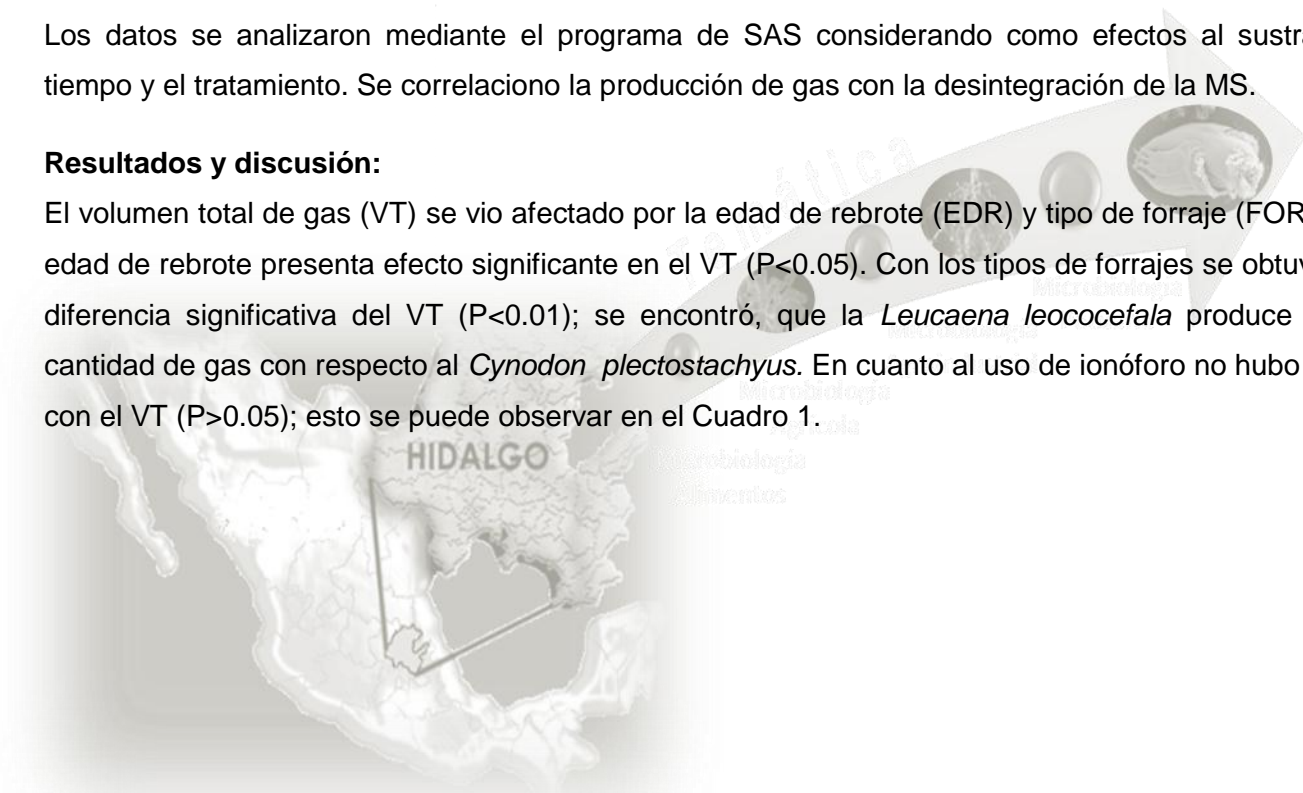 Los datos se analizaron mediante el programa de SAS considerando como efectos al
tiempo y el tratamiento. Se correlaciono la producción de gas con la desintegración de la MS.
Resultados y discusión:
El volumen total de gas (VT) se vio afectado por la edad de rebrote (EDR) y tipo de forraje (FOR
edad de rebrote presenta efecto significante en el VT (P<0.05). Con los tipos de forrajes se
diferencia significativa del VT (P<0.01); se encontró, que la Leucaena leococefala produce
cantidad de gas con respecto al Cynodon plectostachyus. En cuanto al uso de ionóforo no hubo
con el VT (P>0.05); esto se puede observar en el Cuadro 1.
Microbiología
Microbiología
Agrícola
Microbiología
Alimentos
HIDALGO